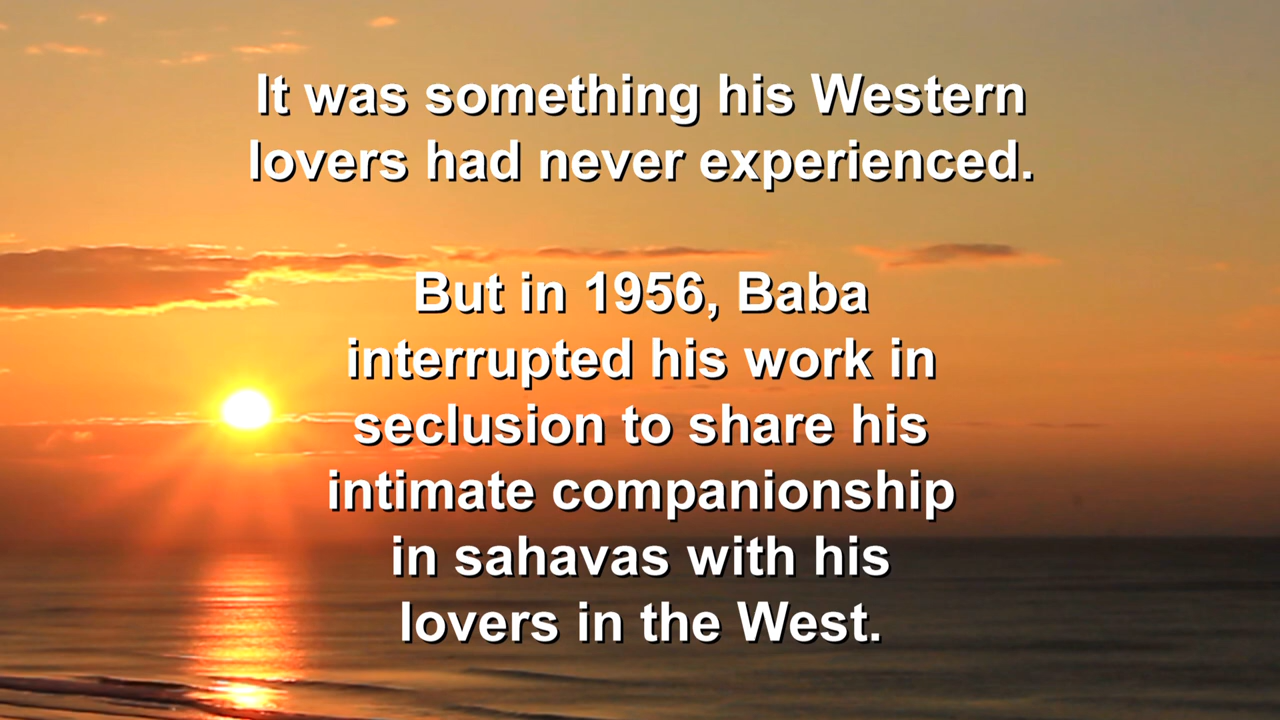 It was something his Western
lovers had never experienced.
But in 1956, Baba
interrupted his work in
seclusion to share his
intimate companionship
in sahavas with his
lovers in the West.